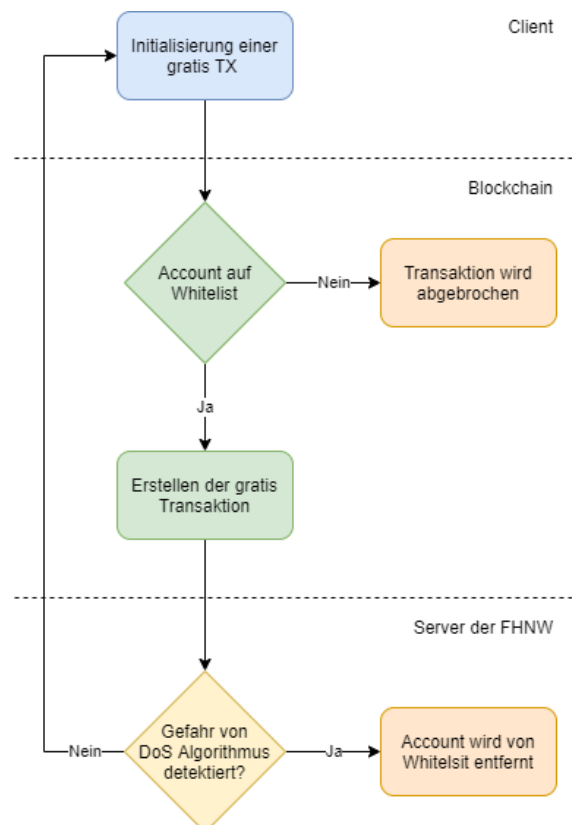 Client
Initialisierung einer
gratis TX
Blockchain
Account auf
Whitelist
Nein
Transaktion wird
abgebrochen
Ja
Erstellen der gratis
Transaktion
Server der FHNW
Nein
Gefahr von
DoS Algorithmus
detektiert?
Ja
Account wird von
Whitelsit entfernt